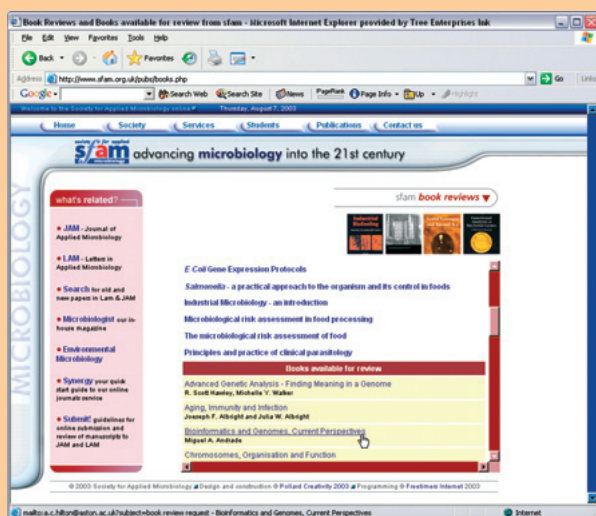 Book Reviews and Books available for review from sfam - Microsoft Internet Explorer provided by Tree Enterprises Ink
File Edit View Favorites Tools Help
Back Search Favorites
Address http://www.sfam.org.uk/pubs/books.php Go Links
Google Search Web Search Site News PageRank Page Info Up Highlight
Welcome to the Society for Applied Microbiology online Thursday, August 7, 2003
Home Society Services Students Publications Contact us
society for applied
sfam advancing microbiology into the 21st century
MICROBIOLOGY
what's related?
JAM - Journal of
Applied Microbiology
LAM - Letters in
Applied Microbiology
Search for old and
new papers in Lam & JAM
Microbiologist our in-
house magazine
Environmental
Microbiology
Synergy your quick
start guide to our online
journals service
Submit! guidelines for
online submission and
review of manuscripts to
JAM and LAM
sfam book reviews
Industrial
E Coli Gene Expression Protocols
Salmonella - a practical approach to the organism and its control in foods
Industrial Microbiology - an introduction
Microbiological risk assessment in food processing
The microbiological risk assessment of food
Principles and practice of clinical parasitology
Books available for review
Advanced Genetic Analysis - Finding Meaning in a Genome
R. Scott Hawley, Michelle Y. Walker
Aging, Immunity and Infection
Joezeph F. Albright and Julia W. Albright
Bioinformatics and Genomes, Current Perspectives
Miguel A. Andrade
Chromosomes, Organisation and Function
© 2003 Society for Applied Microbiology Design and construction © Pollard Creativity 2003 Programming © Freetimers Internet 2003
mailto:a.c.hilton@aston.ac.uk?subject=book review request - Bioinformatics and Genomes, Current Perspectives Internet